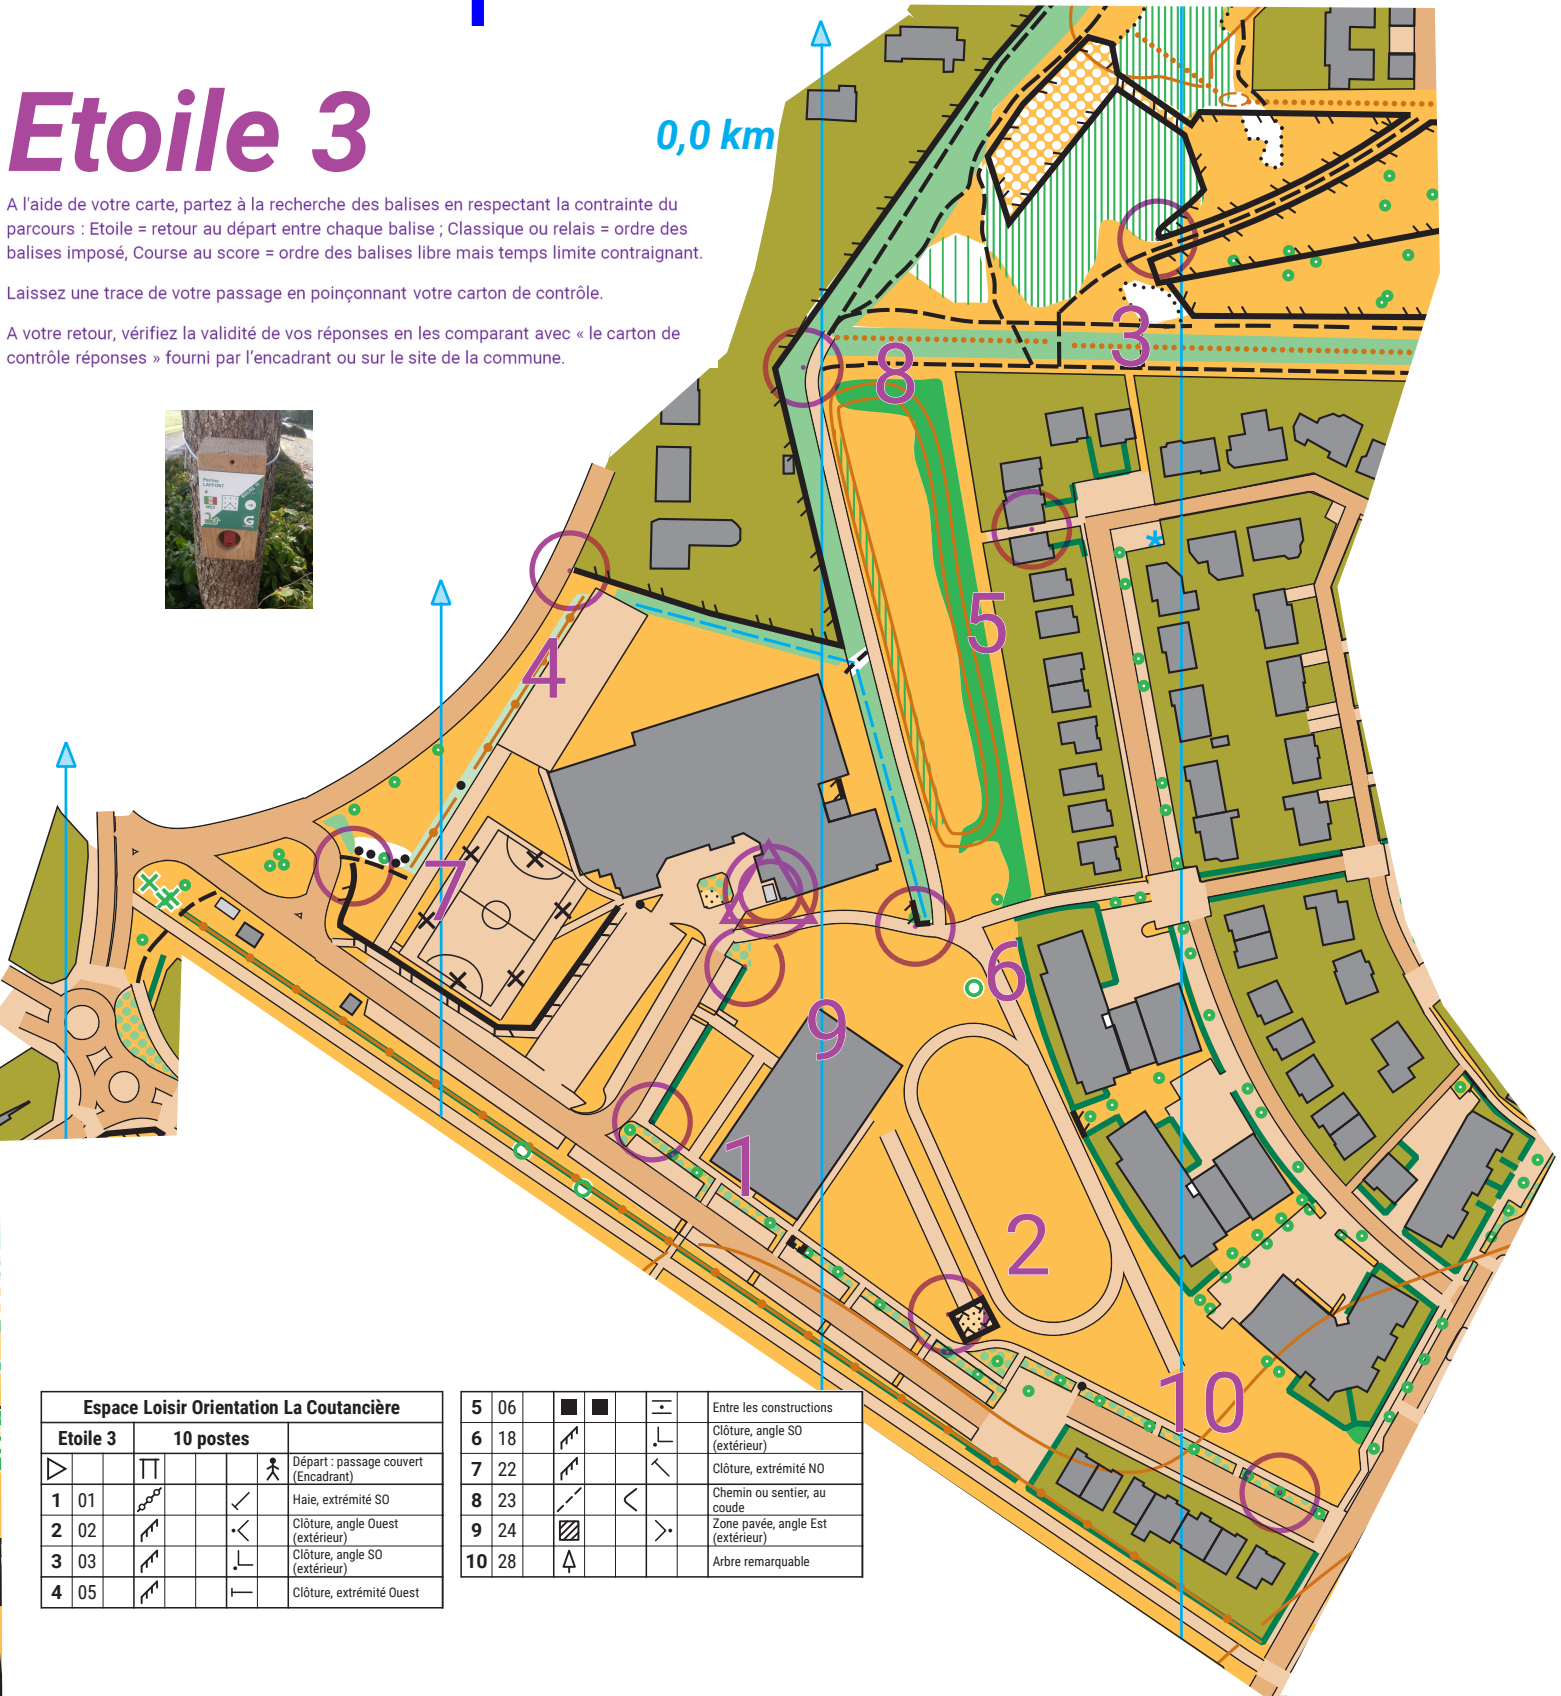 Etoile 3
0,0 km
A l'aide de votre carte, partez à la recherche des balises en respectant la contrainte du
parcours : Etoile = retour au départ entre chaque balise ; Classique ou relais = ordre des
balises imposé, Course au score = ordre des balises libre mais temps limite contraignant.
Laissez une trace de votre passage en poinçonnant votre carton de contrôle.
A votre retour, vérifiez la validité de vos réponses en les comparant avec « le carton de
contrôle réponses » fourni par l'encadrant ou sur le site de la commune.
3
8
5
4
7
6
9
1
2
10
Espace Loisir Orientation La Coutancière
Etoile 3 10 postes
Départ : passage couvert
(Encadrant)
1 01 Haie, extrémité SO
2 02 Clôture, angle Ouest
(extérieur)
3 03 Clôture, angle SO
(extérieur)
4 05 Clôture, extrémité Ouest
5 06 Entre les constructions
6 18 Clôture, angle SO
(extérieur)
7 22 Clôture, extrémité NO
8 23 Chemin ou sentier, au
coude
9 24 Zone pavée, angle Est
(extérieur)
10 28 Arbre remarquable